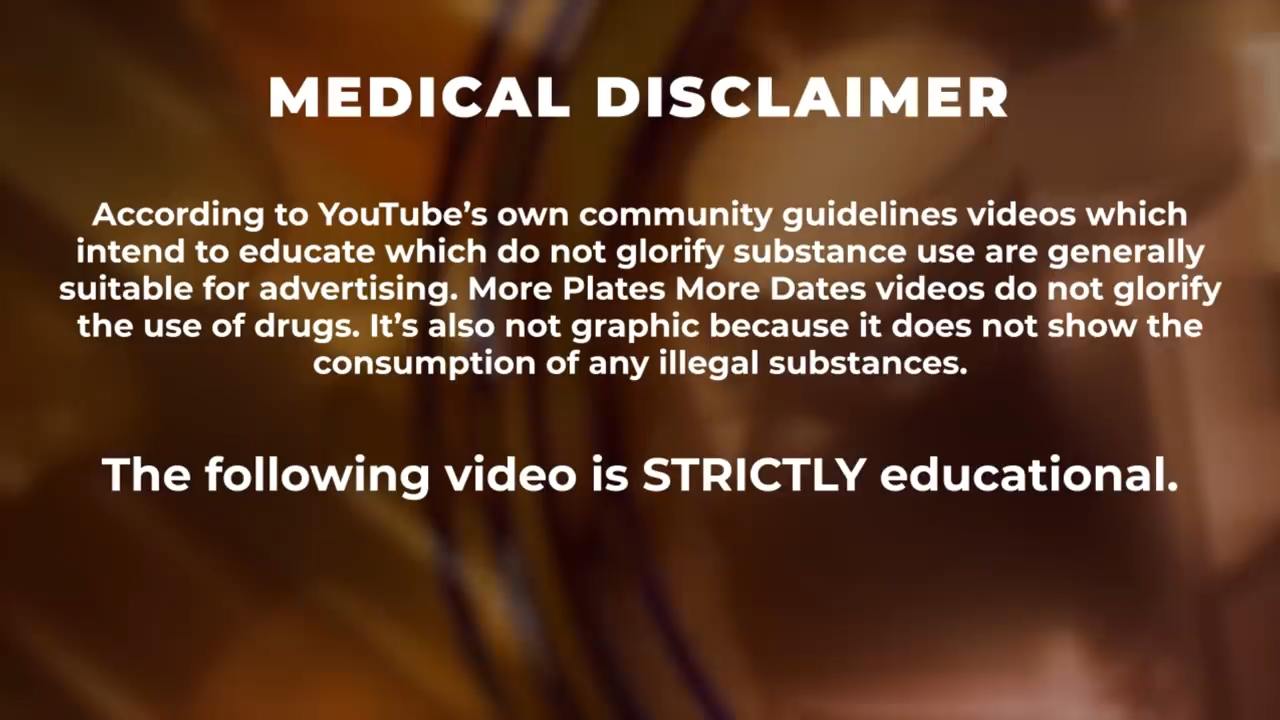 MEDICAL DISCLAIMER
According to YouTube’s own community guidelines videos which
intend to educate which do not glorify substance use are generally
suitable for advertising. More Plates More Dates videos do not glorify
the use of drugs. It’s also not graphic because it does not show the
consumption of any illegal substances.
The following video is STRICTLY educational.